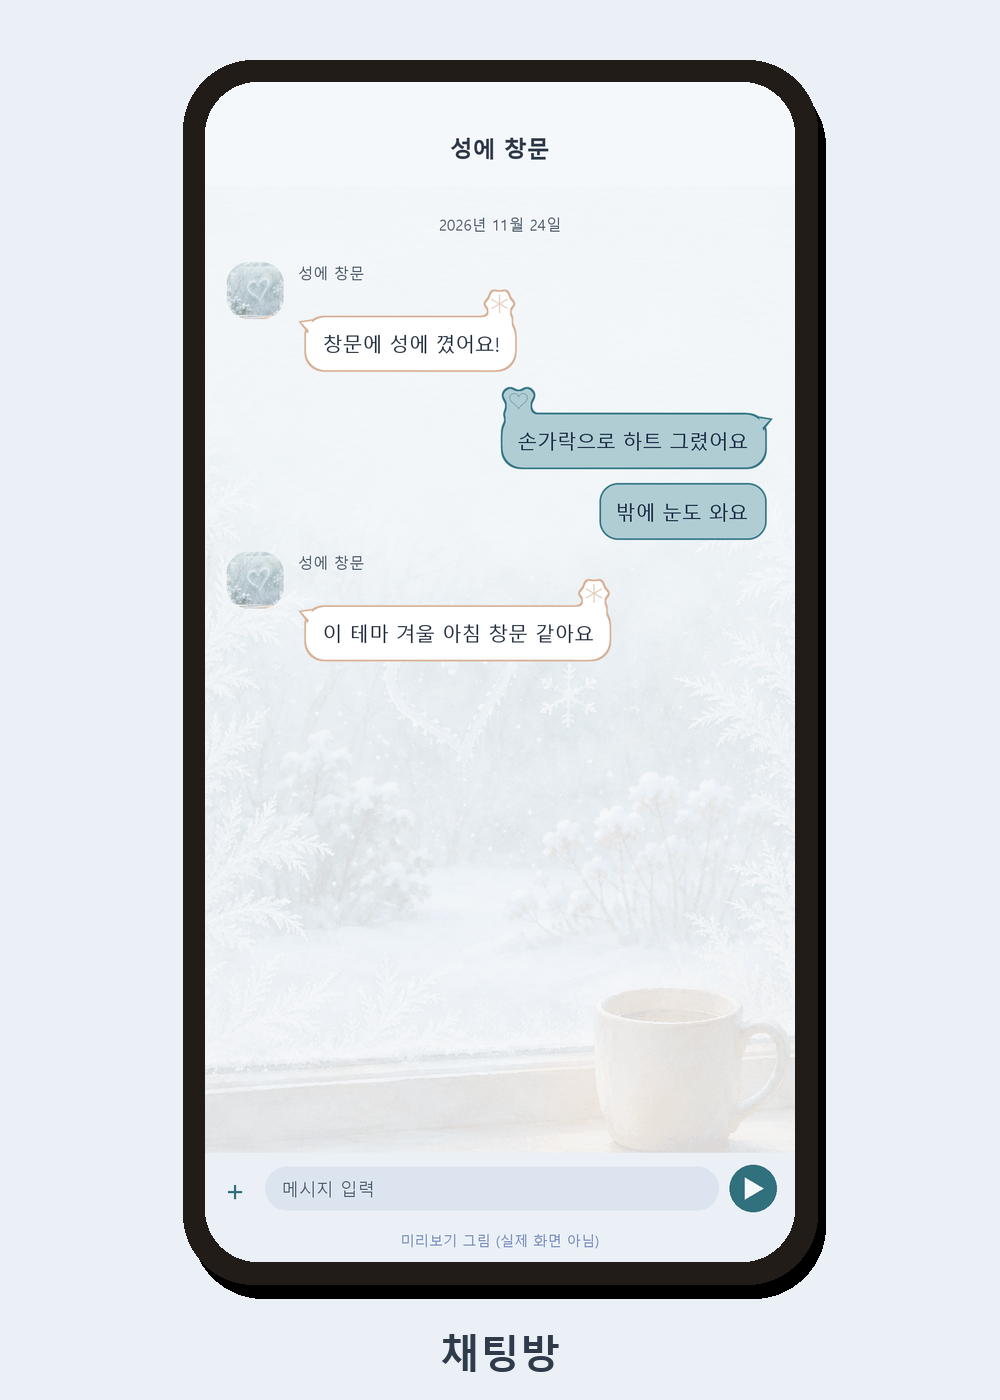 성에 창문
2026년 11월 24일
성에 창문
창문에 성에 꼈어요!
손가락으로 하트 그렸어요
밖에 눈도 와요
성에 창문
이 테마 겨울 아침 창문 같아요
+
메시지 입력
미리보기 그림 (실제 화면 아님)
채팅방